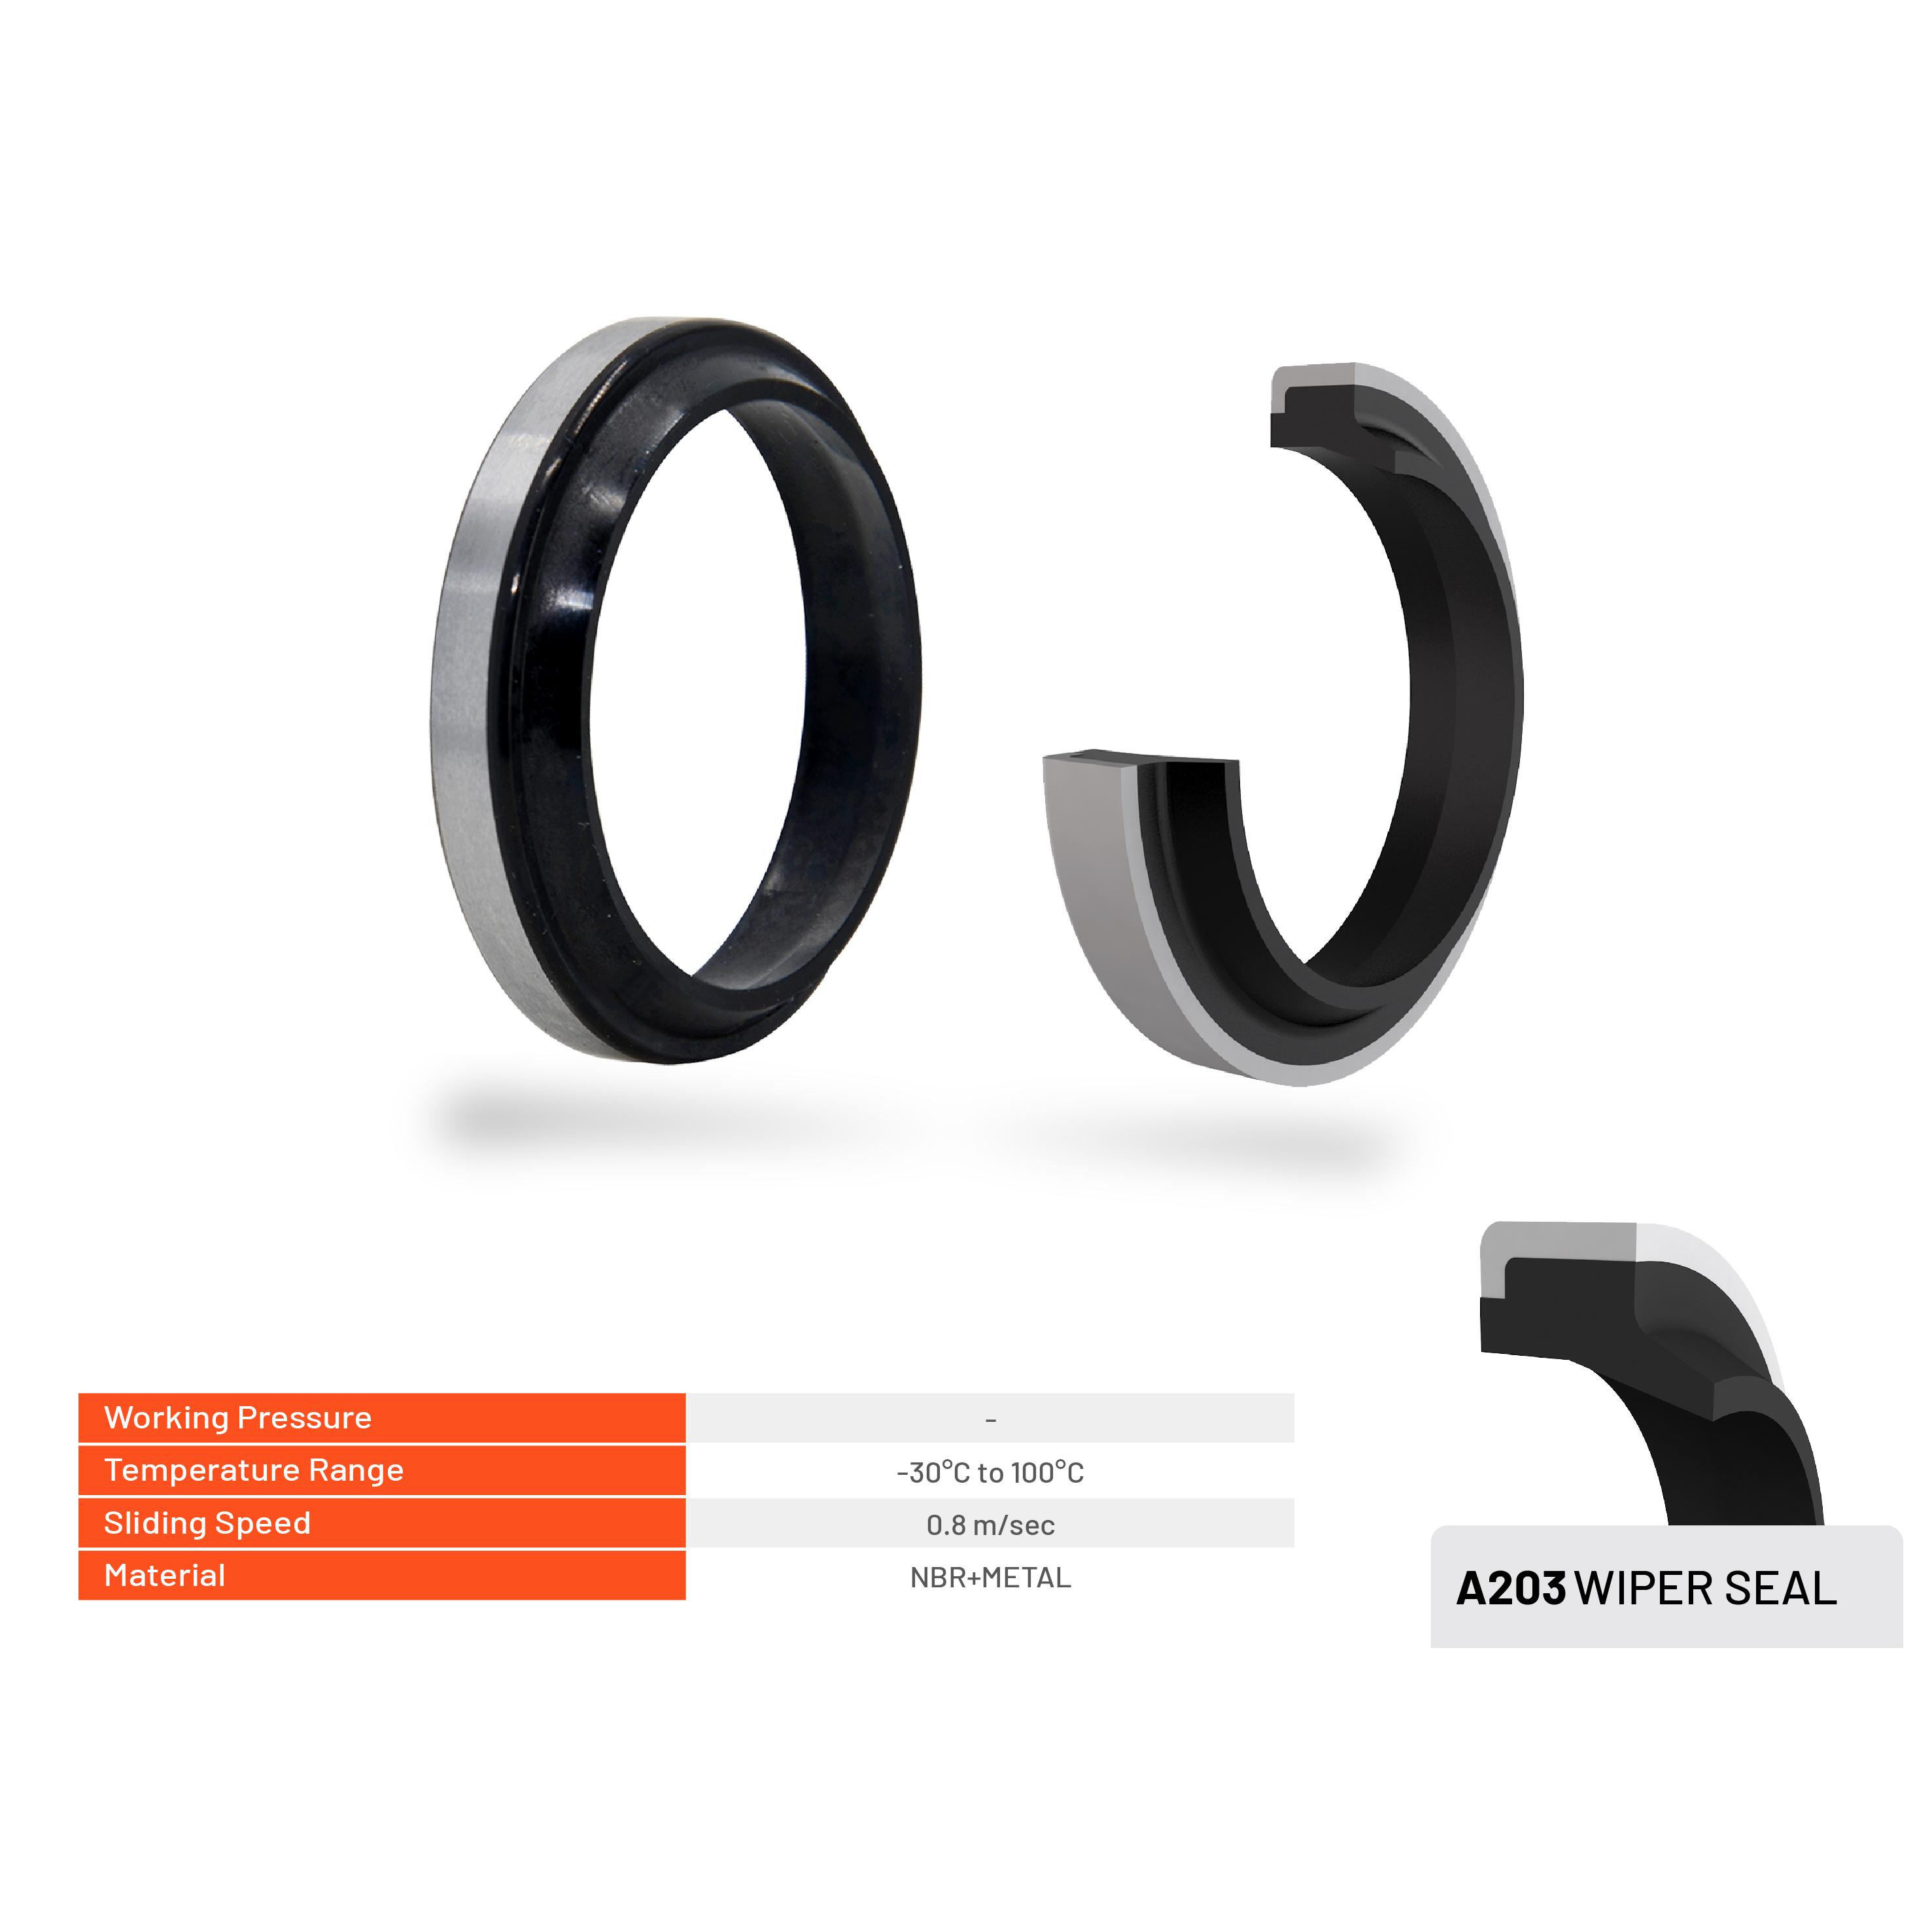 Working Pressure -
Temperature Range -30°C to 100°C
Sliding Speed 0.8 m/sec
Material NBR+METAL
A203 WIPER SEAL